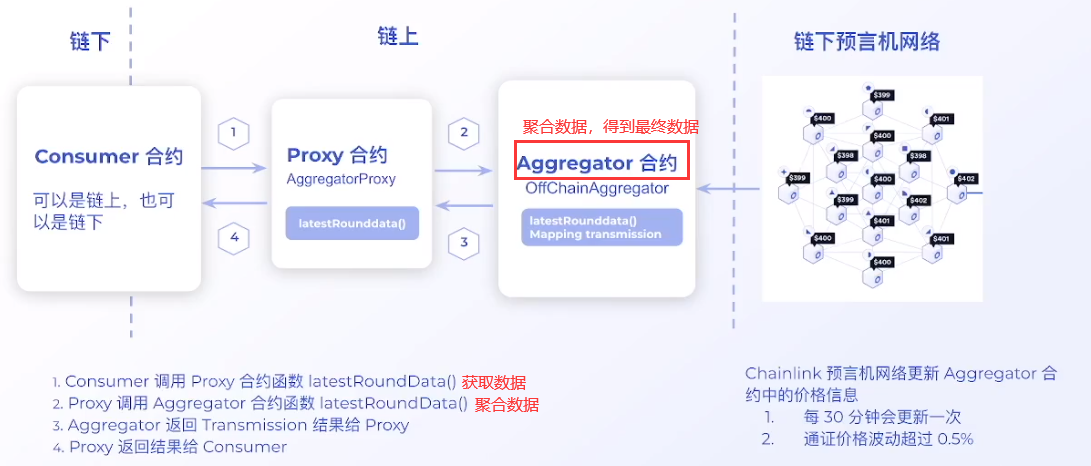 链下
链上
链下预言机网络
Consumer 合约
可以是链上，也可
以是链下
1
4
Proxy 合约
AggregatorProxy
latestRounddata()
2
3
聚合数据，得到最终数据
Aggregator 合约
OffChainAggregator
latestRounddata()
Mapping transmission
$399
$400
$401
$400
$398
$398
$399
$400
$402
$399
$402
$401
$400
$401
$400
1. Consumer 调用 Proxy 合约函数 latestRoundData() 获取数据
2. Proxy 调用 Aggregator 合约函数 latestRoundData() 聚合数据
3. Aggregator 返回 Transmission 结果给 Proxy
4. Proxy 返回结果给 Consumer
Chainlink 预言机网络更新 Aggregator 合
约中的价格信息
1. 每 30 分钟会更新一次
2. 通证价格波动超过 0.5%